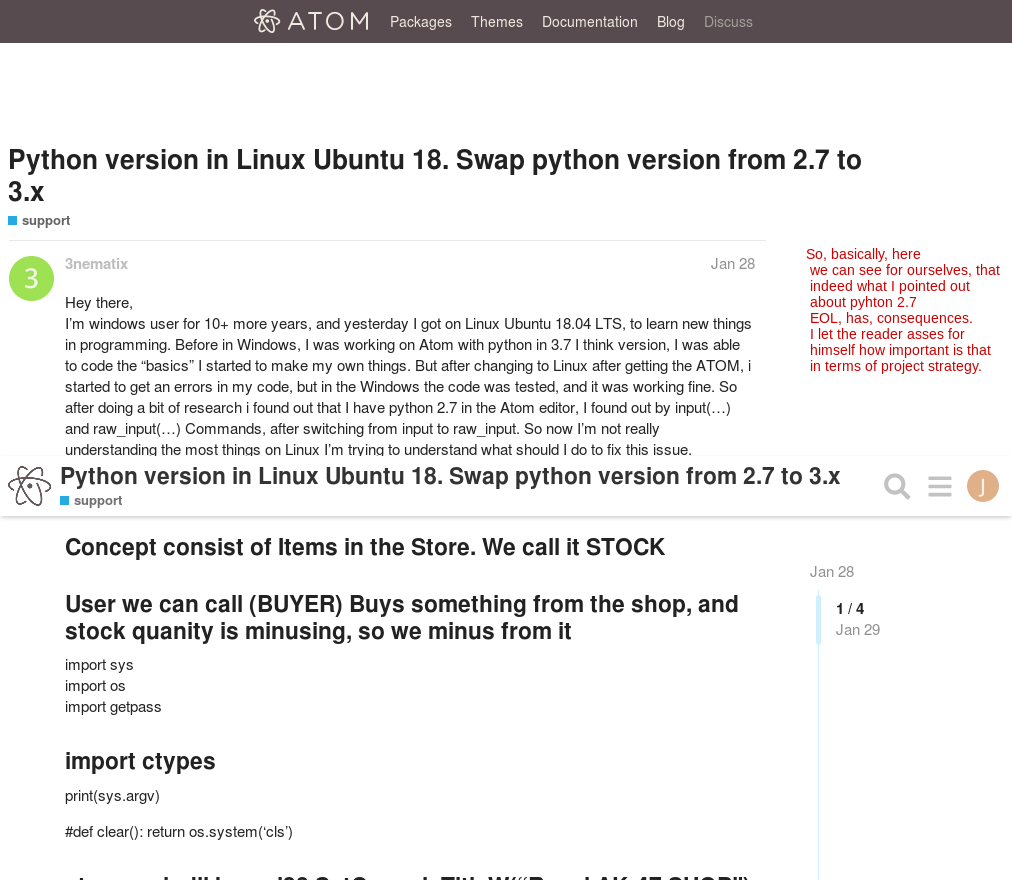 ATOM Packages Themes Documentation Blog Discuss
Python version in Linux Ubuntu 18. Swap python version from 2.7 to
3.x
support
3
3nematix
Jan 28
Hey there,
I'm windows user for 10+ more years, and yesterday I got on Linux Ubuntu 18.04 LTS, to learn new things
in programming. Before in Windows, I was working on Atom with python in 3.7 I think version, I was able
to code the “basics” I started to make my own things. But after changing to Linux after getting the ATOM, i
started to get an errors in my code, but in the Windows the code was tested, and it was working fine. So
after doing a bit of research i found out that I have python 2.7 in the Atom editor, I found out by input(…)
and raw_input(…) Commands, after switching from input to raw_input. So now I'm not really
understanding the most things on Linux I'm trying to understand what should I do to fix this issue.
So, basically, here
we can see for ourselves, that
indeed what I pointed out
about pyhton 2.7
EOL, has, consequences.
I let the reader asses for
himself how important is that
in terms of project strategy.
Python version in Linux Ubuntu 18. Swap python version from 2.7 to 3.x
support
J
Concept consist of Items in the Store. We call it STOCK
User we can call (BUYER) Buys something from the shop, and
stock quanity is minusing, so we minus from it
import sys
import os
import getpass
import ctypes
print(sys.argv)
#def clear(): return os.system(‘cls’)
Jan 28
1 / 4
Jan 29